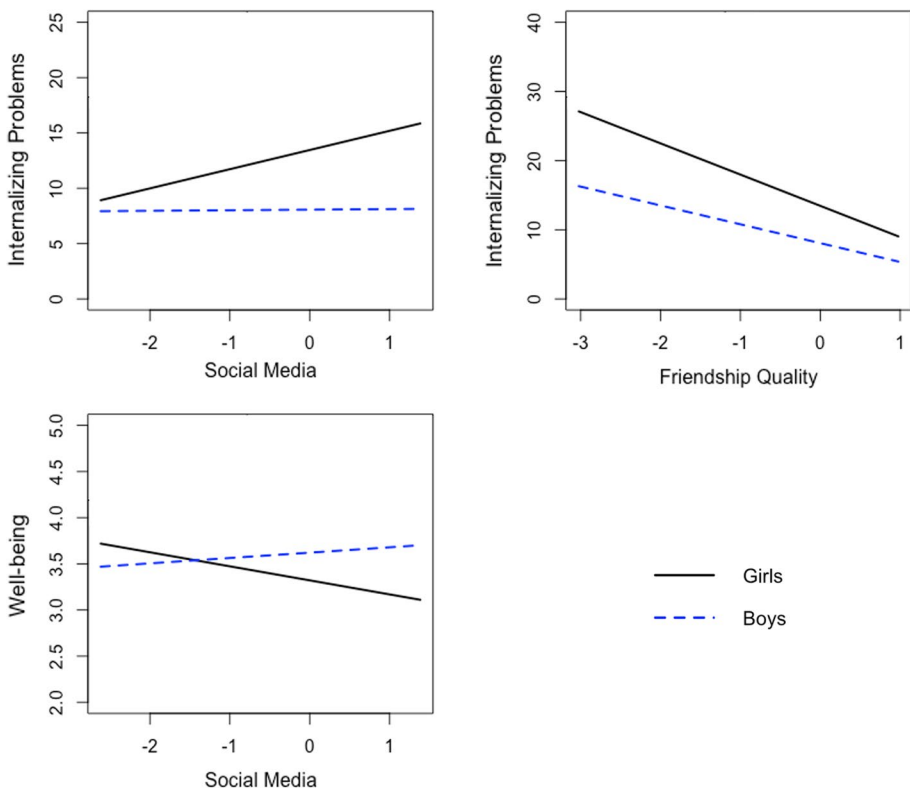 Internalizing Problems
25
20
15
10
5
0
-2 -1 0 1
Social Media
Internalizing Problems
40
30
20
10
0
-3 -2 -1 0 1
Friendship Quality
Well-being
5.0
4.5
4.0
3.5
3.0
2.5
2.0
-2 -1 0 1
Social Media
Girls
Boys